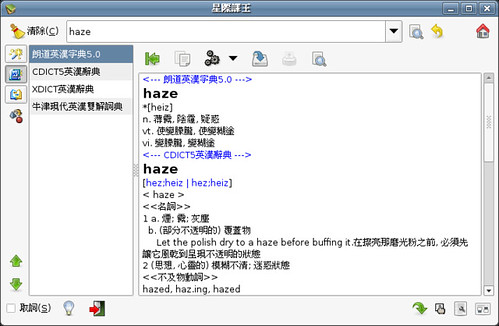 星際譯王
清除(C) haze
朗道英漢字典5.0
CDICT5英漢辭典
XDICT英漢辭典
牛津現代英漢雙解詞典
<--- 朗道英漢字典5.0 --->
haze
*[heiz]
n. 薄霧, 陰霾, 疑惑
vt. 使變朦朧, 使變糊塗
vi. 變朦朧, 變糊塗
<--- CDICT5英漢辭典 --->
haze
[hez;heiz | hez;heiz]
< haze >
<<名詞>>
1 a. 煙; 霧; 灰塵
b. (部分不透明的) 覆蓋物
Let the polish dry to a haze before buffing it.在擦亮那磨光粉之前, 必須先
讓它風乾到呈現不透明的狀態
2 (思想, 心靈的) 模糊不清; 迷惑狀態
<<不及物動詞>>
hazed, haz.ing, hazed
取詞(S)